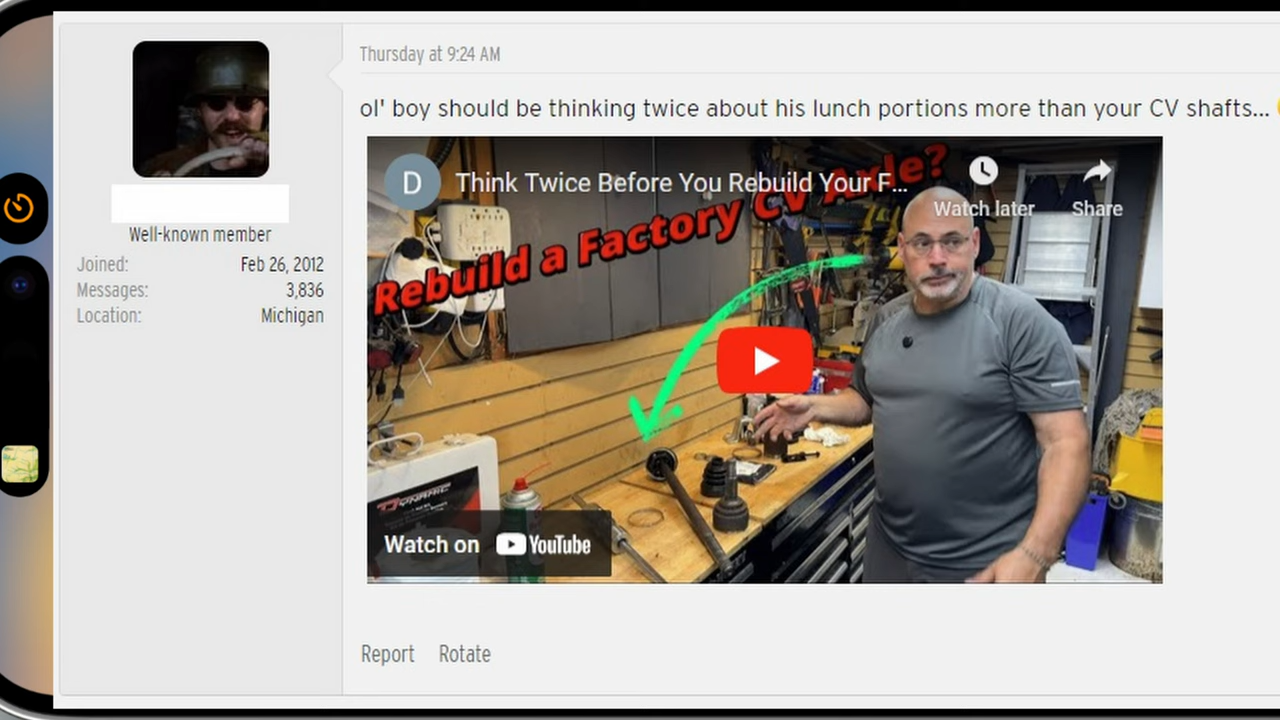 Thursday at 9:24 AM
ol' boy should be thinking twice about his lunch portions more than your CV shafts...
Well-known member
Joined: Feb 26, 2012
Messages: 3,836
Location: Michigan
D
Think Twice Before You Rebuild Your F...
Watch later
Share
Rebuild a Factory CV Axle?
DYNAMIC
Watch on YouTube
Report Rotate